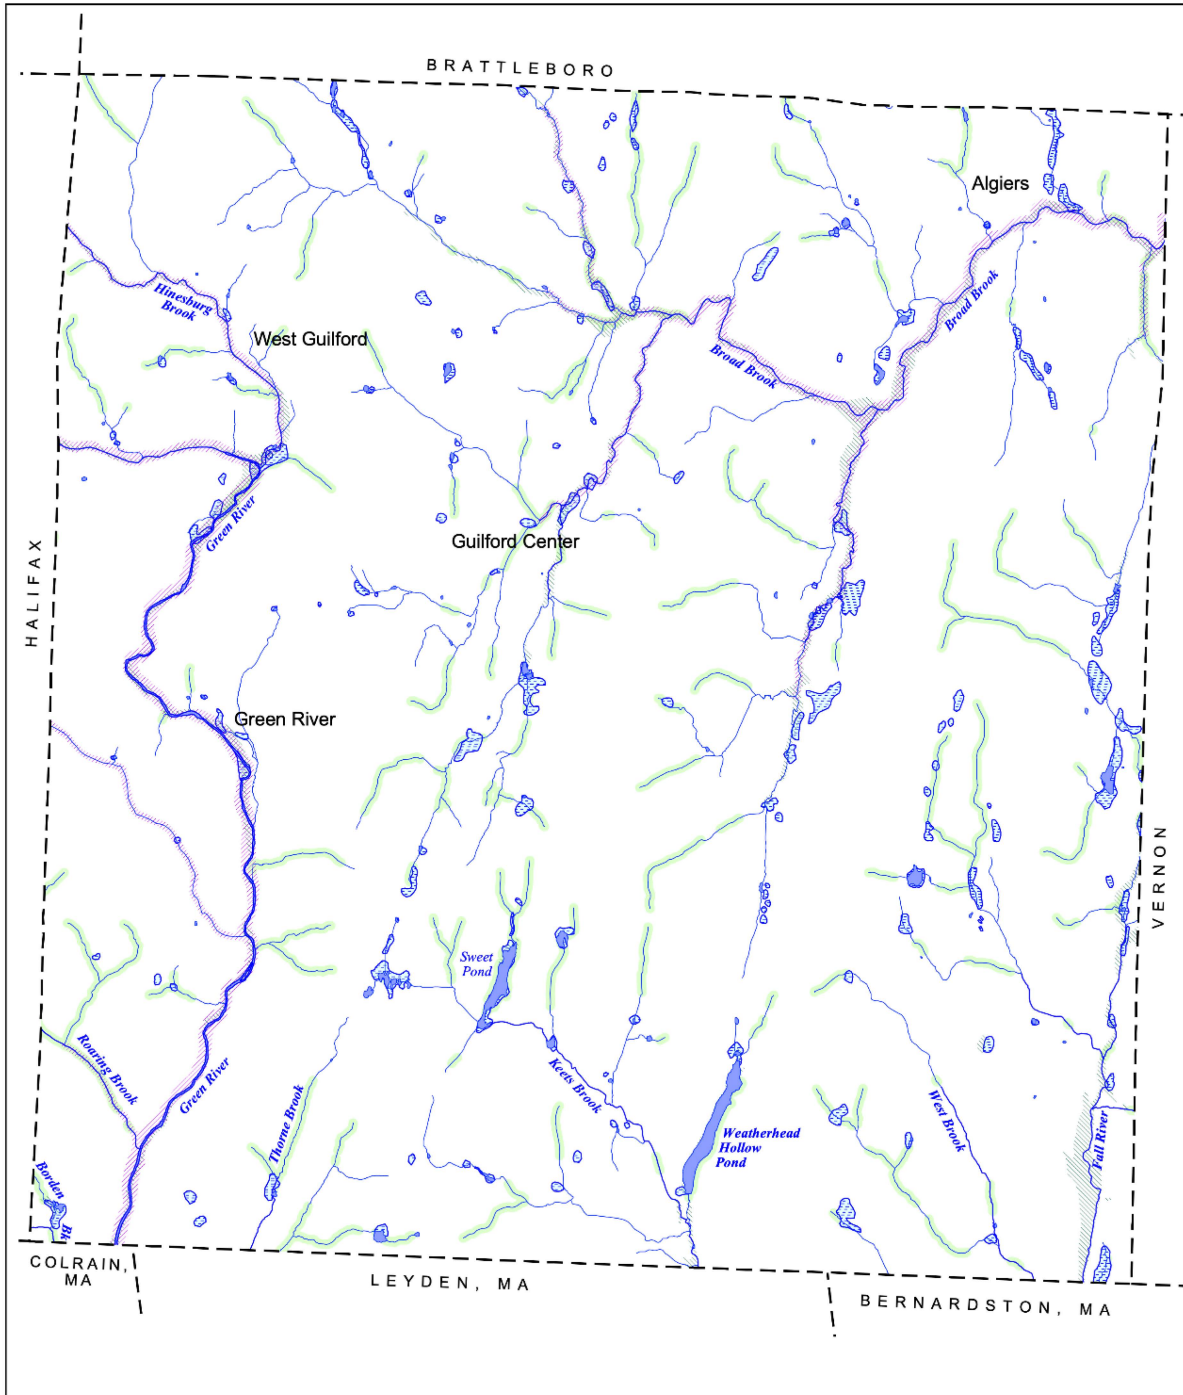 BRATTLEBORO
Algiers
Hinesburg
Brook
West Guilford
Broad Brook
Broad Brook
Green River
Guilford Center
HALIFAX
Green River
VERNON
Sweet
Pond
Roaring Brook
Green River
Thorne Brook
Keets Brook
West Brook
Fall River
Weatherhead
Hollow
Pond
Borden
Bk
COLRAIN,
MA
LEYDEN, MA
BERNARDSTON, MA